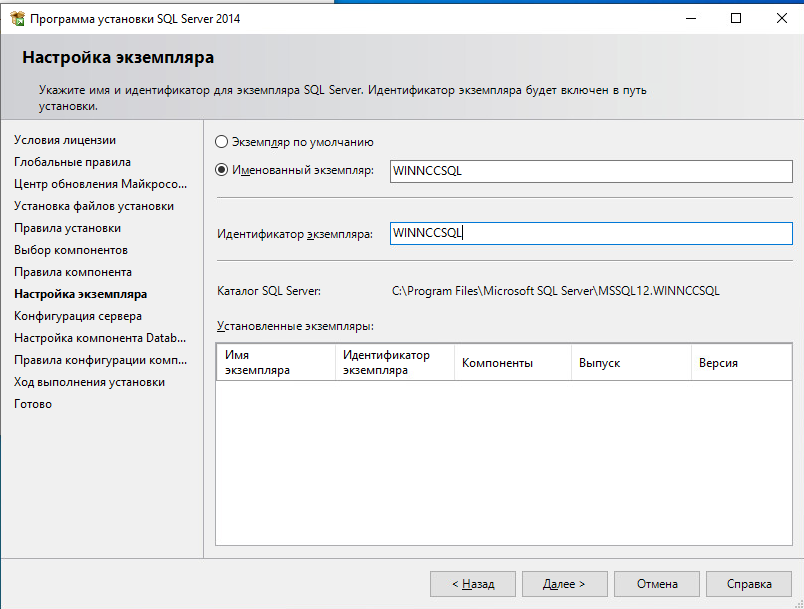 Программа установки SQL Server 2014
Настройка экземпляра
Укажите имя и идентификатор для экземпляра SQL Server. Идентификатор экземпляра будет включен в путь
установки.
Условия лицензии
Глобальные правила
Центр обновления Майкросо...
Установка файлов установки
Правила установки
Выбор компонентов
Правила компонента
Настройка экземпляра
Конфигурация сервера
Настройка компонента Datab...
Правила конфигурации комп...
Ход выполнения установки
Готово
Экземпляр по умолчанию
Именованный экземпляр: WINNCCSQL
Идентификатор экземпляра: WINNCCSQL
Каталог SQL Server: C:\Program Files\Microsoft SQL Server\MSSQL12.WINNCCSQL
Установленные экземпляры:
Имя экземпляра
Идентификатор экземпляра
Компоненты
Выпуск
Версия
< Назад
Далее >
Отмена
Справка